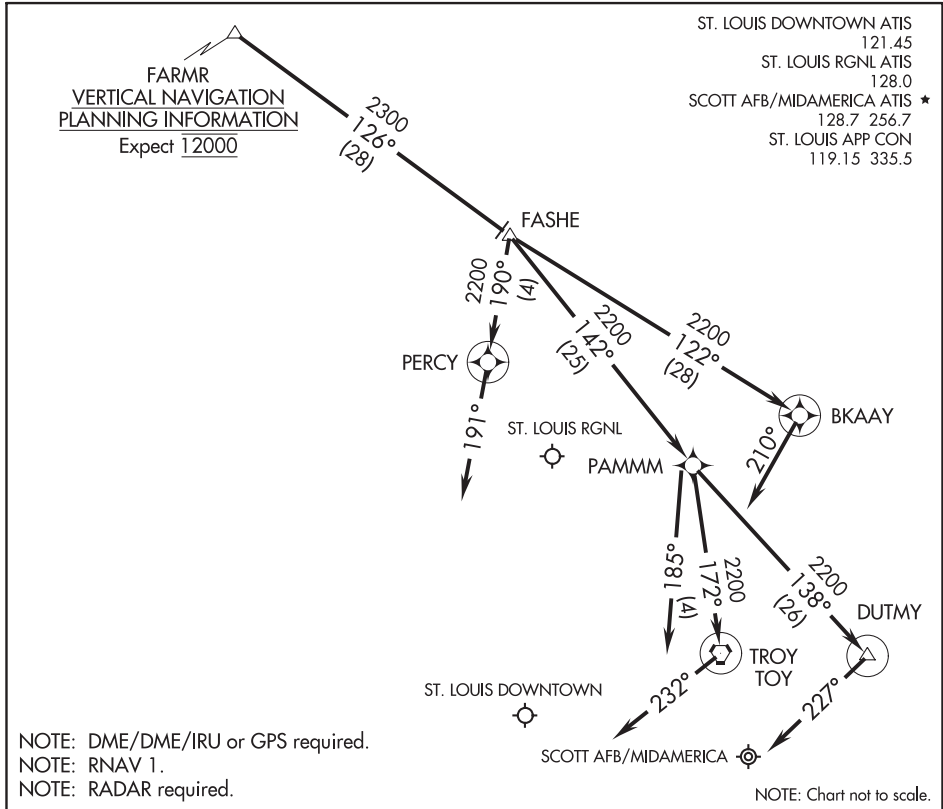 ST. LOUIS DOWNTOWN ATIS
121.45
ST. LOUIS RGNL ATIS
128.0
SCOTT AFB/MIDAMERICA ATIS ★
128.7 256.7
ST. LOUIS APP CON
119.15 335.5
FARMR
VERTICAL NAVIGATION
PLANNING INFORMATION
Expect 12000
2300
126°
(28)
FASHE
2200
190°
(4)
2200
142°
(25)
2200
122°
(28)
PERCY
191°
BKAAY
210°
ST. LOUIS RGNL
PAMMM
185°
(4)
2200
172°
2200
138°
(26)
DUTMY
TROY
TOY
232°
227°
ST. LOUIS DOWNTOWN
SCOTT AFB/MIDAMERICA
NOTE: DME/DME/IRU or GPS required.
NOTE: RNAV 1.
NOTE: RADAR required.
NOTE: Chart not to scale.